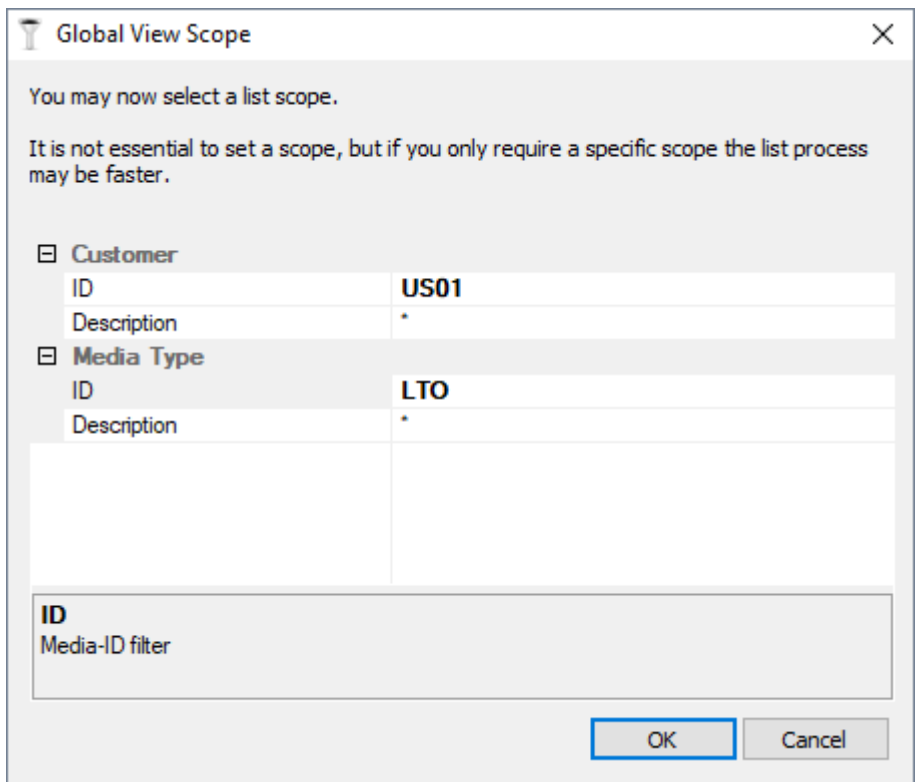 Global View Scope
You may now select a list scope.
It is not essential to set a scope, but if you only require a specific scope the list process
may be faster.
Customer
ID US01
Description *
Media Type
ID LTO
Description *
ID
Media-ID filter
OK Cancel